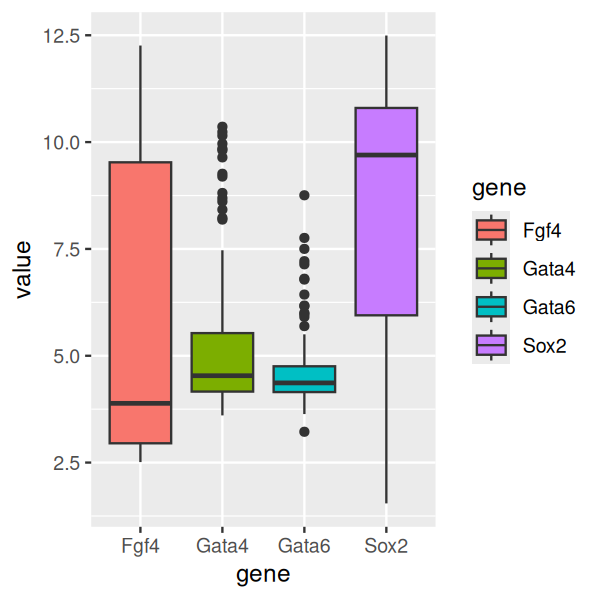 12.5
10.0
7.5
5.0
2.5
value
Fgf4 Gata4 Gata6 Sox2
gene
gene
Fgf4
Gata4
Gata6
Sox2